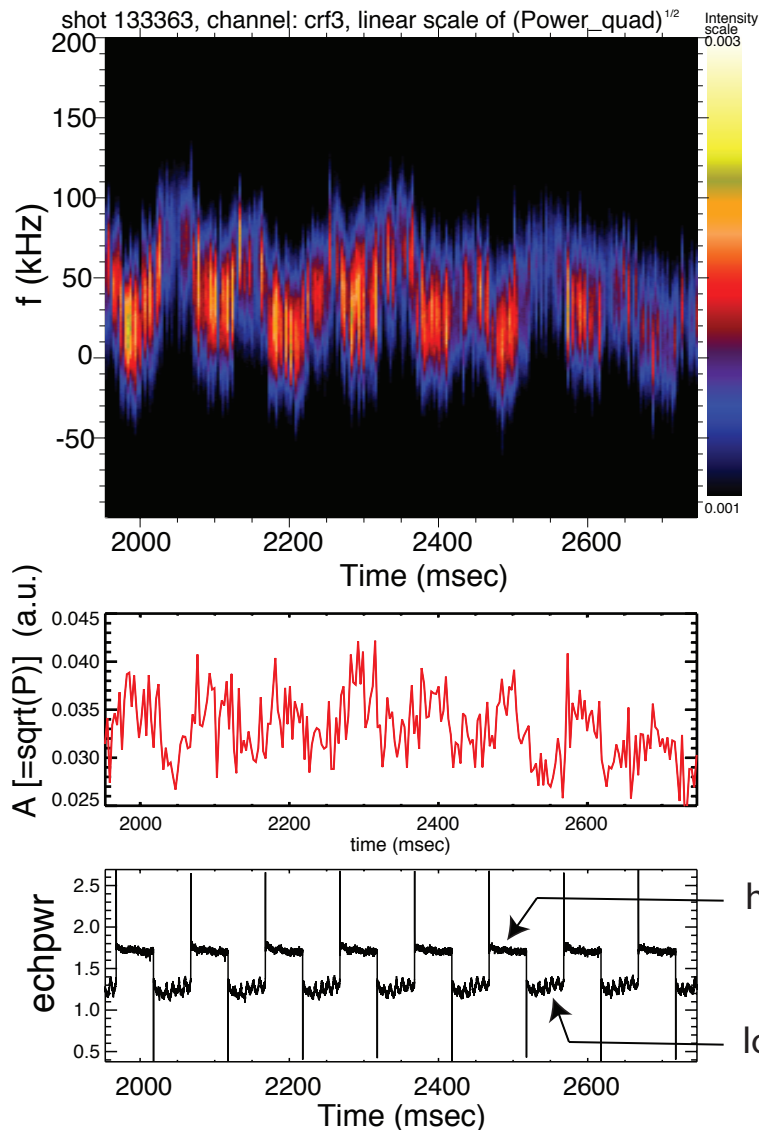 shot 133363, channel: crf3, linear scale of (Power_quad)^1/2
Intensity scale
0.003
200
150
100
50
0
-50
f (kHz)
0.001
2000 2200 2400 2600
Time (msec)
0.045
0.040
0.035
0.030
0.025
A [=sqrt(P)] (a.u.)
2000 2200 2400 2600
time (msec)
2.5
2.0
1.5
1.0
0.5
echpwr
h
lo
2000 2200 2400 2600
Time (msec)